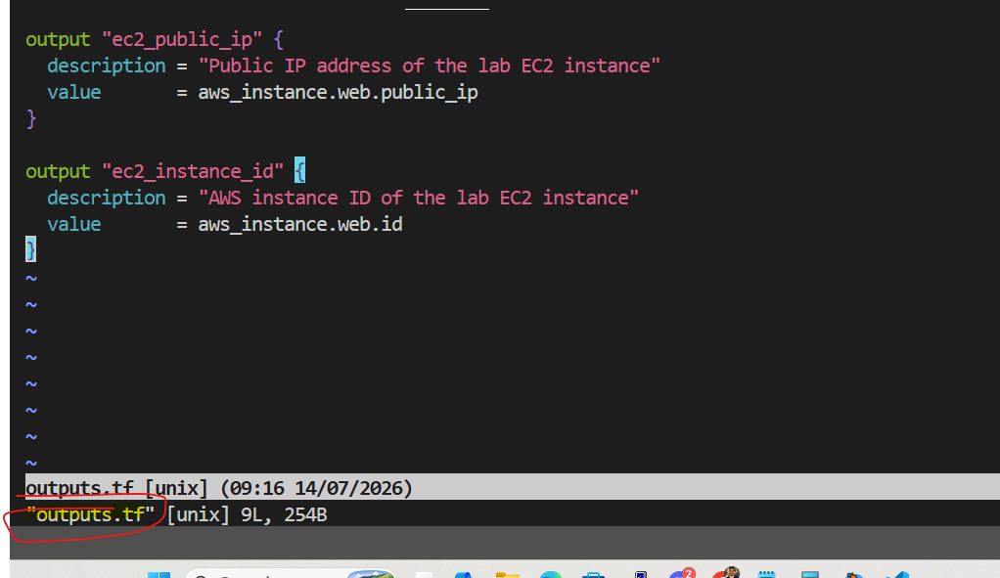 output "ec2_public_ip" {
  description = "Public IP address of the lab EC2 instance"
  value       = aws_instance.web.public_ip
}
output "ec2_instance_id" {
  description = "AWS instance ID of the lab EC2 instance"
  value       = aws_instance.web.id
}
~
~
~
~
~
~
~
~
outputs.tf [unix] (09:16 14/07/2026)
"outputs.tf" [unix] 9L, 254B
2